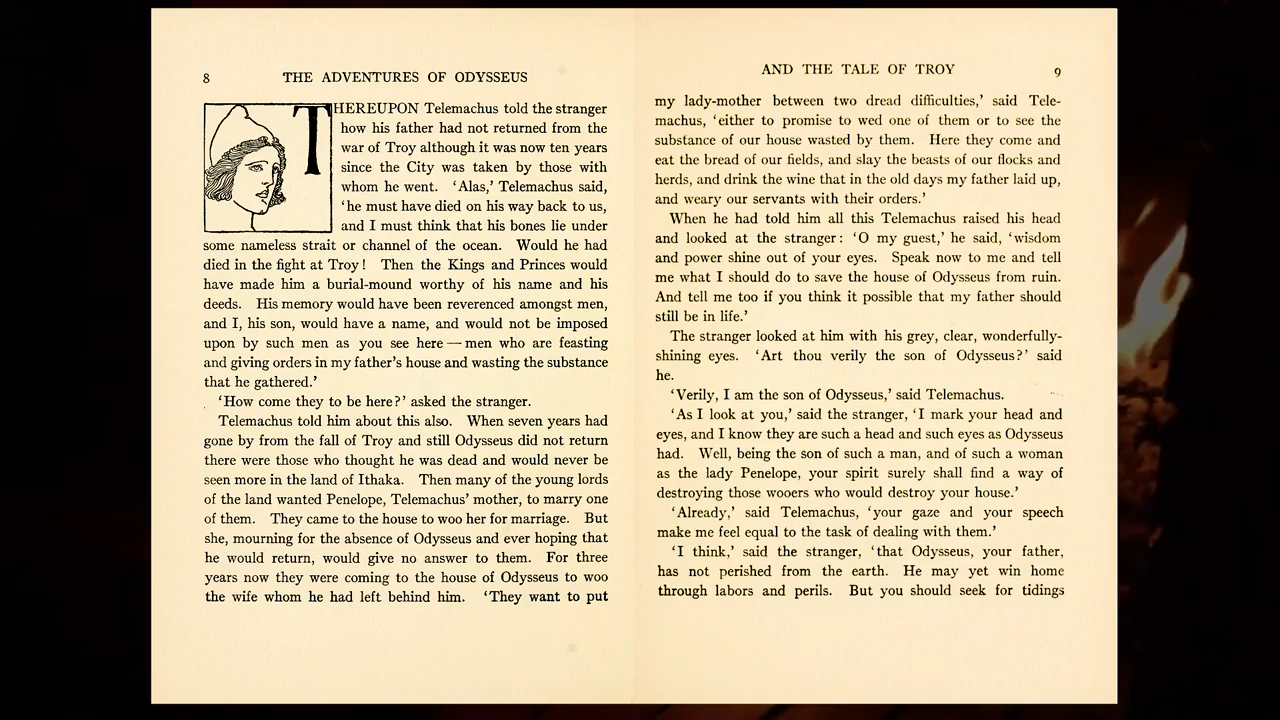 8 THE ADVENTURES OF ODYSSEUS
THEREUPON Telemachus told the stranger
how his father had not returned from the
war of Troy although it was now ten years
since the City was taken by those with
whom he went. ‘Alas,’ Telemachus said,
‘he must have died on his way back to us,
and I must think that his bones lie under
some nameless strait or channel of the ocean. Would he had
died in the fight at Troy! Then the Kings and Princes would
have made him a burial-mound worthy of his name and his
deeds. His memory would have been reverenced amongst men,
and I, his son, would have a name, and would not be imposed
upon by such men as you see here — men who are feasting
and giving orders in my father’s house and wasting the substance
that he gathered.’
‘How come they to be here?’ asked the stranger.
Telemachus told him about this also. When seven years had
gone by from the fall of Troy and still Odysseus did not return
there were those who thought he was dead and would never be
seen more in the land of Ithaka. Then many of the young lords
of the land wanted Penelope, Telemachus’ mother, to marry one
of them. They came to the house to woo her for marriage. But
she, mourning for the absence of Odysseus and ever hoping that
he would return, would give no answer to them. For three
years now they were coming to the house of Odysseus to woo
the wife whom he had left behind him. ‘They want to put
AND THE TALE OF TROY 9
my lady-mother between two dread difficulties,’ said Tele-
machus, ‘either to promise to wed one of them or to see the
substance of our house wasted by them. Here they come and
eat the bread of our fields, and slay the beasts of our flocks and
herds, and drink the wine that in the old days my father laid up,
and weary our servants with their orders.’
When he had told him all this Telemachus raised his head
and looked at the stranger: ‘O my guest,’ he said, ‘wisdom
and power shine out of your eyes. Speak now to me and tell
me what I should do to save the house of Odysseus from ruin.
And tell me too if you think it possible that my father should
still be in life.’
The stranger looked at him with his grey, clear, wonderfully-
shining eyes. ‘Art thou verily the son of Odysseus?’ said
he.
‘Verily, I am the son of Odysseus,’ said Telemachus.
‘As I look at you,’ said the stranger, ‘I mark your head and
eyes, and I know they are such a head and such eyes as Odysseus
had. Well, being the son of such a man, and of such a woman
as the lady Penelope, your spirit surely shall find a way of
destroying those wooers who would destroy your house.’
‘Already,’ said Telemachus, ‘your gaze and your speech
make me feel equal to the task of dealing with them.’
‘I think,’ said the stranger, ‘that Odysseus, your father,
has not perished from the earth. He may yet win home
through labors and perils. But you should seek for tidings